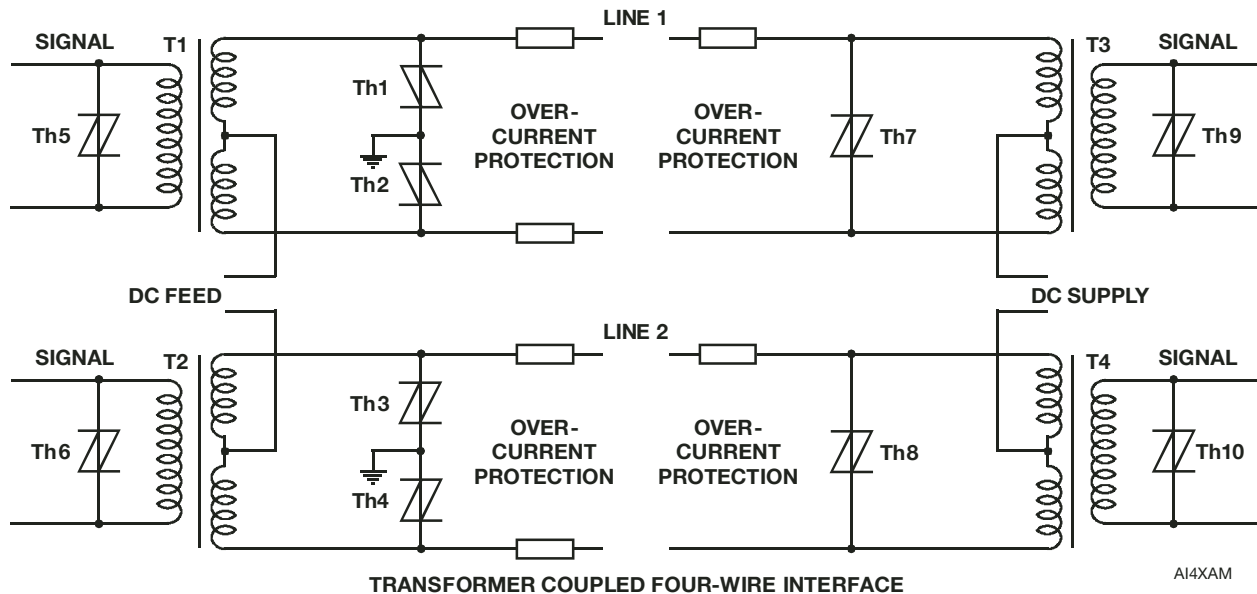 LINE 1
SIGNAL
T1
T3
SIGNAL
Th1
Th5
OVER-
CURRENT
PROTECTION
OVER-
CURRENT
PROTECTION
Th7
Th9
Th2
DC FEED
DC SUPPLY
LINE 2
SIGNAL
T2
T4
SIGNAL
Th3
Th6
OVER-
CURRENT
PROTECTION
OVER-
CURRENT
PROTECTION
Th8
Th10
Th4
AI4XAM
TRANSFORMER COUPLED FOUR-WIRE INTERFACE